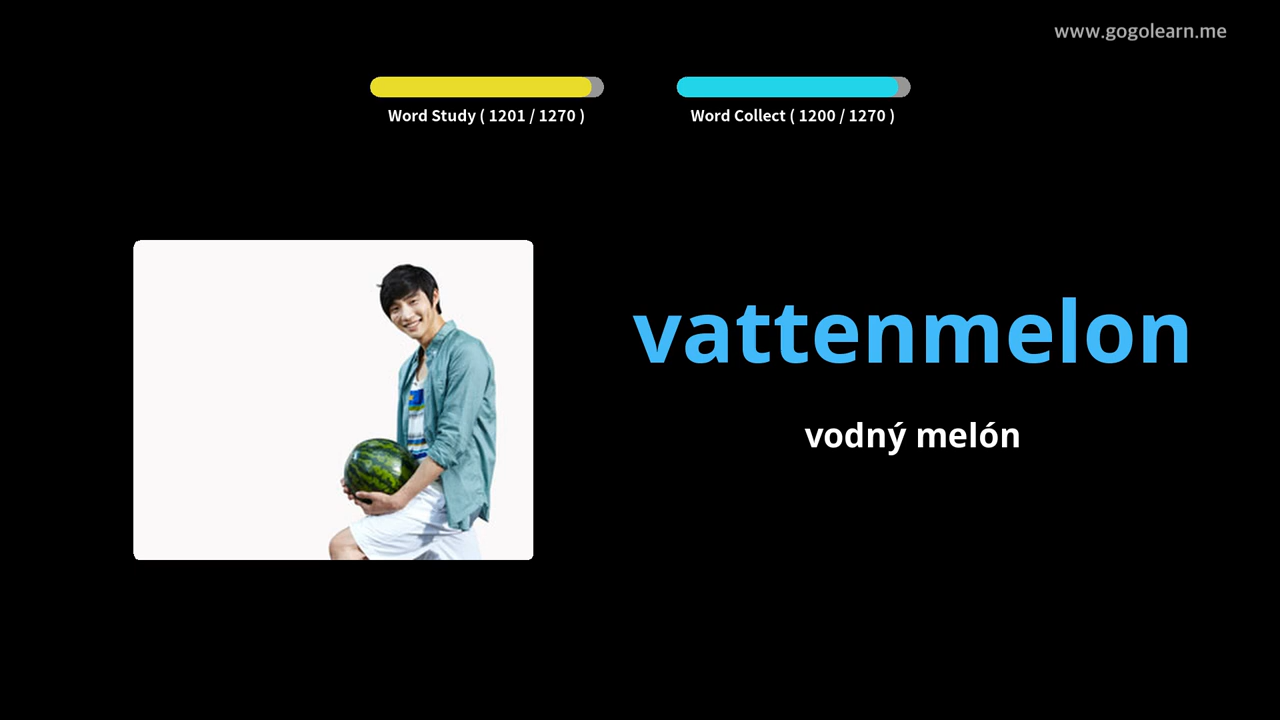 www.gogolearn.me
Word Study ( 1201 / 1270 )
Word Collect ( 1200 / 1270 )
vattenmelon
vodný melón